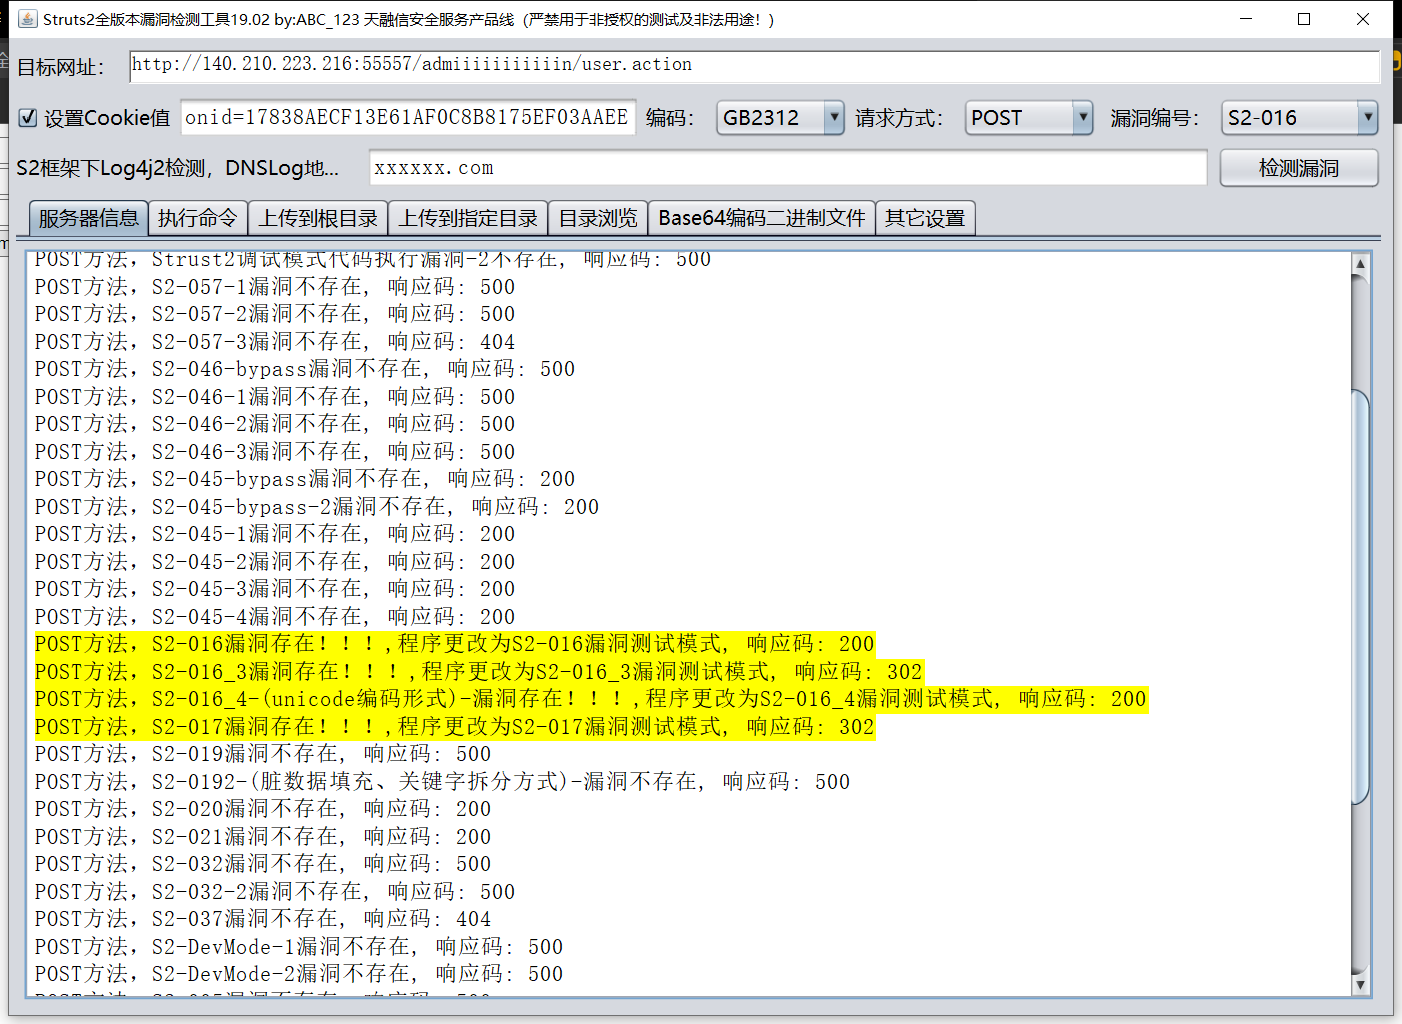 Struts2全版本漏洞检测工具19.02 by:ABC_123 天融信安全服务产品线（严禁用于非授权的测试及非法用途！）
目标网址： http://140.210.223.216:55557/admiiiiiiiiiiin/user.action
设置Cookie值 onid=17838AECF13E61AF0C8B8175EF03AAEE 编码： GB2312 请求方式： POST 漏洞编号： S2-016
S2框架下Log4j2检测，DNSLog地... xxxxxx.com 检测漏洞
服务器信息 执行命令 上传到根目录 上传到指定目录 目录浏览 Base64编码二进制文件 其它设置
POST方法，Strust2调试模式代码执行漏洞-2不存在, 响应码: 500
POST方法，S2-057-1漏洞不存在, 响应码: 500
POST方法，S2-057-2漏洞不存在, 响应码: 500
POST方法，S2-057-3漏洞不存在, 响应码: 404
POST方法，S2-046-bypass漏洞不存在, 响应码: 500
POST方法，S2-046-1漏洞不存在, 响应码: 500
POST方法，S2-046-2漏洞不存在, 响应码: 500
POST方法，S2-046-3漏洞不存在, 响应码: 500
POST方法，S2-045-bypass漏洞不存在, 响应码: 200
POST方法，S2-045-bypass-2漏洞不存在, 响应码: 200
POST方法，S2-045-1漏洞不存在, 响应码: 200
POST方法，S2-045-2漏洞不存在, 响应码: 200
POST方法，S2-045-3漏洞不存在, 响应码: 200
POST方法，S2-045-4漏洞不存在, 响应码: 200
POST方法，S2-016漏洞存在！！！,程序更改为S2-016漏洞测试模式, 响应码: 200
POST方法，S2-016_3漏洞存在！！！,程序更改为S2-016_3漏洞测试模式, 响应码: 302
POST方法，S2-016_4-(unicode编码形式)-漏洞存在！！！,程序更改为S2-016_4漏洞测试模式, 响应码: 200
POST方法，S2-017漏洞存在！！！,程序更改为S2-017漏洞测试模式, 响应码: 302
POST方法，S2-019漏洞不存在, 响应码: 500
POST方法，S2-0192-(脏数据填充、关键字拆分方式)-漏洞不存在, 响应码: 500
POST方法，S2-020漏洞不存在, 响应码: 200
POST方法，S2-021漏洞不存在, 响应码: 200
POST方法，S2-032漏洞不存在, 响应码: 500
POST方法，S2-032-2漏洞不存在, 响应码: 500
POST方法，S2-037漏洞不存在, 响应码: 404
POST方法，S2-DevMode-1漏洞不存在, 响应码: 500
POST方法，S2-DevMode-2漏洞不存在, 响应码: 500